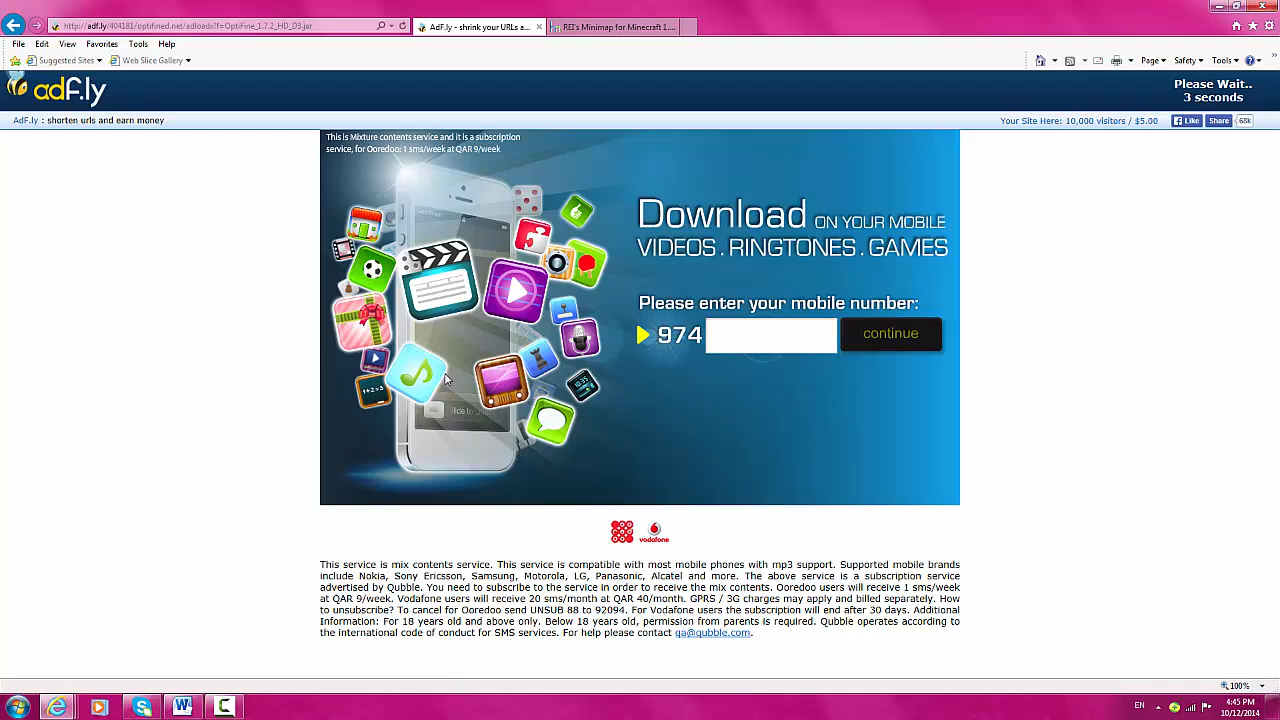 http://adf.ly/404181/optifined.net/adloadx?f=OptiFine_1.7.2_HD_D3.jar
AdF.ly - shrink your URLs a...
REI's Minimap for Minecraft 1....
File Edit View Favorites Tools Help
Suggested Sites Web Slice Gallery
Page Safety Tools
adf.ly
Please Wait..
3 seconds
AdF.ly : shorten urls and earn money
Your Site Here: 10,000 visitors / $5.00
Like Share 68k
This is Mixture contents service and it is a subscription
service, for Ooredoo: 1 sms/week at QAR 9/week
Download ON YOUR MOBILE
VIDEOS . RINGTONES . GAMES
Please enter your mobile number:
974
continue
10:35
1+2=3
slide to
vodafone
This service is mix contents service. This service is compatible with most mobile phones with mp3 support. Supported mobile brands
include Nokia, Sony Ericsson, Samsung, Motorola, LG, Panasonic, Alcatel and more. The above service is a subscription service
advertised by Qubble. You need to subscribe to the service in order to receive the mix contents. Ooredoo users will receive 1 sms/week
at QAR 9/week. Vodafone users will receive 20 sms/month at QAR 40/month. GPRS / 3G charges may apply and billed separately. How
to unsubscribe? To cancel for Ooredoo send UNSUB 88 to 92094. For Vodafone users the subscription will end after 30 days. Additional
Information: For 18 years old and above only. Below 18 years old, permission from parents is required. Qubble operates according to
the international code of conduct for SMS services. For help please contact qa@qubble.com.
100%
EN
4:45 PM
10/12/2014